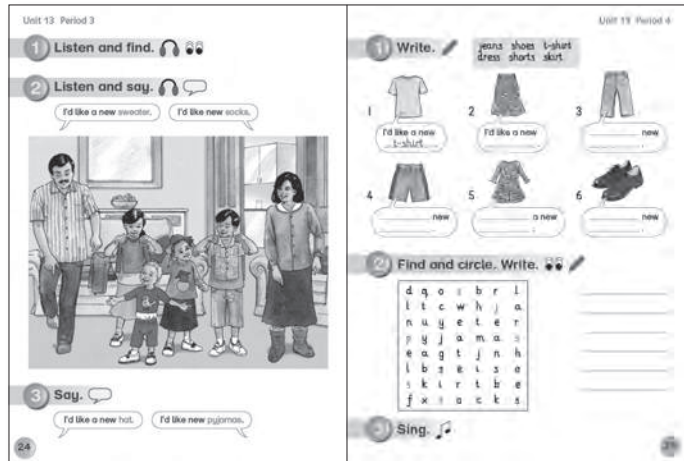 Unit 13 Period 3
1 Listen and find.
2 Listen and say.
I'd like a new sweater.
I'd like new socks.
3 Say.
I'd like a new hat.
I'd like new pyjamas.
24
Unit 13 Period 4
1 Write.
jeans shoes t-shirt
dress shorts skirt
1
I'd like a new
t-shirt .
2
I'd like a new
.
3
new
.
4
new
.
5
a new
.
6
new
.
2 Find and circle. Write.
d q o s b r l
i t c w h j a
n u y e t e r
p y j a m a s
e a g t j n h
l b s e i s o
s k i r t b e
f x s o c k s
3 Sing.